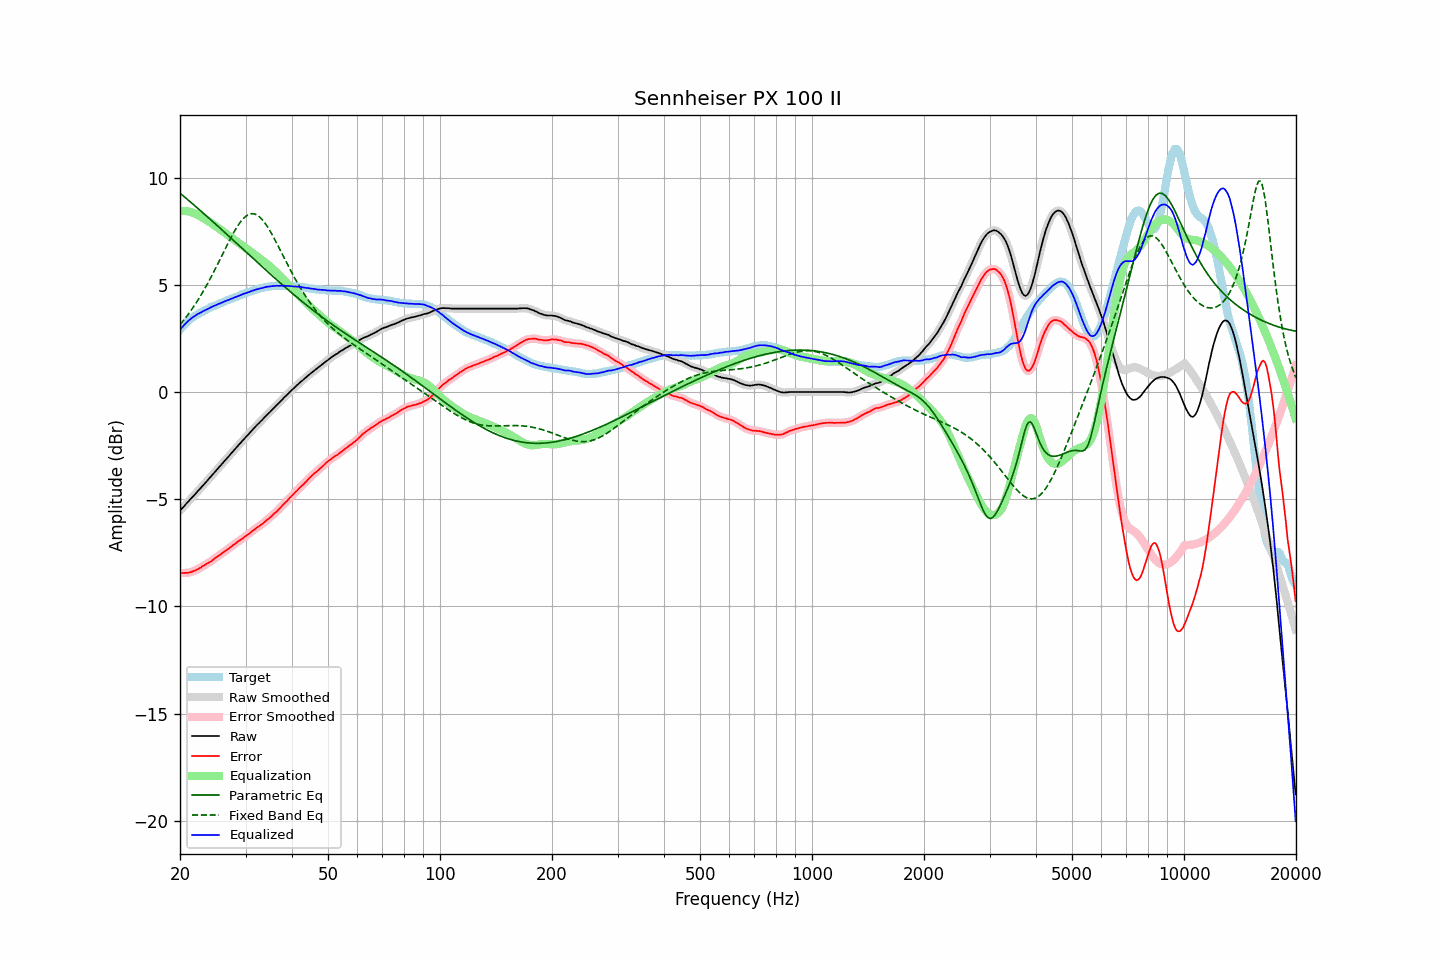 Sennheiser PX 100 II
Amplitude (dBr)
10
5
0
−5
−10
−15
−20
Target
Raw Smoothed
Error Smoothed
Raw
Error
Equalization
Parametric Eq
Fixed Band Eq
Equalized
20 50 100 200 500 1000 2000 5000 10000 20000
Frequency (Hz)